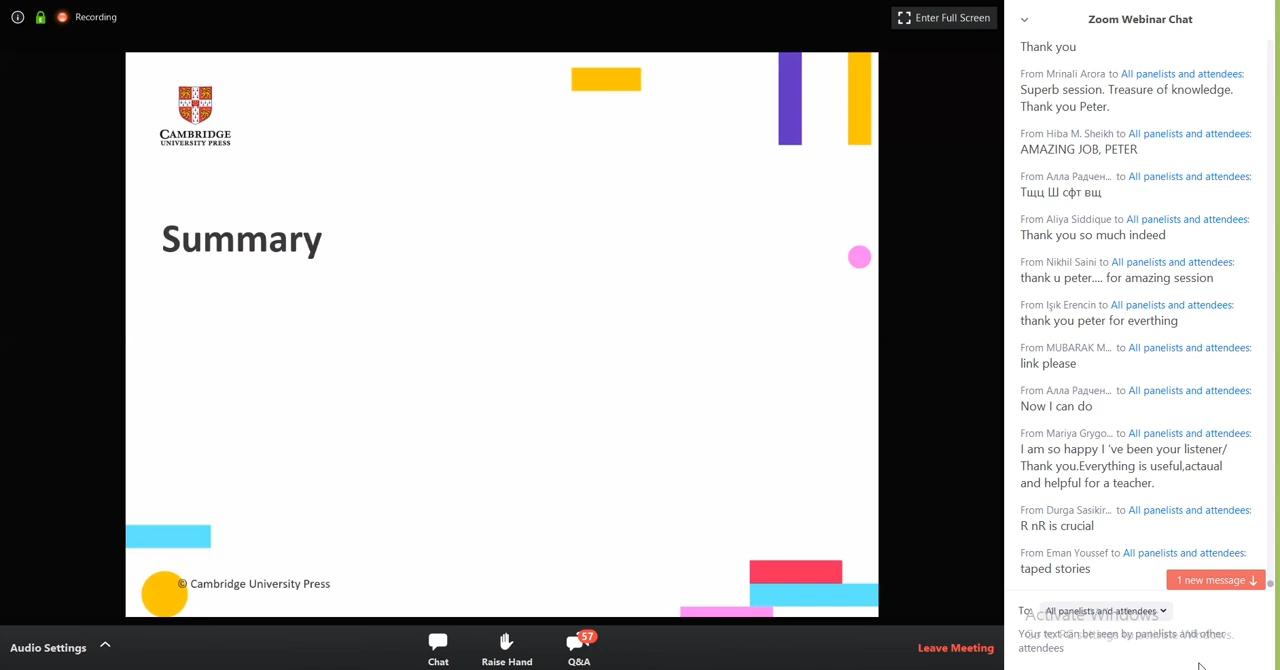 Recording
Enter Full Screen
CAMBRIDGE
UNIVERSITY PRESS
Summary
© Cambridge University Press
Audio Settings
Chat
Raise Hand
57
Q&A
Leave Meeting
Zoom Webinar Chat
Thank you
From Mrinali Arora to All panelists and attendees:
Superb session. Treasure of knowledge.
Thank you Peter.
From Hiba M. Sheikh to All panelists and attendees:
AMAZING JOB, PETER
From Алла Радчен... to All panelists and attendees:
Тщц Ш сфт вщ
From Aliya Siddique to All panelists and attendees:
Thank you so much indeed
From Nikhil Saini to All panelists and attendees:
thank u peter.... for amazing session
From Işık Erencin to All panelists and attendees:
thank you peter for everthing
From MUBARAK M... to All panelists and attendees:
link please
From Алла Радчен... to All panelists and attendees:
Now I can do
From Mariya Grygo... to All panelists and attendees:
I am so happy I 've been your listener/
Thank you.Everything is useful,actaual
and helpful for a teacher.
From Durga Sasikir... to All panelists and attendees:
R nR is crucial
From Eman Youssef to All panelists and attendees:
taped stories
1 new message
To: All panelists and attendees
Activate Windows
Your text can be seen by panelists and other
attendees